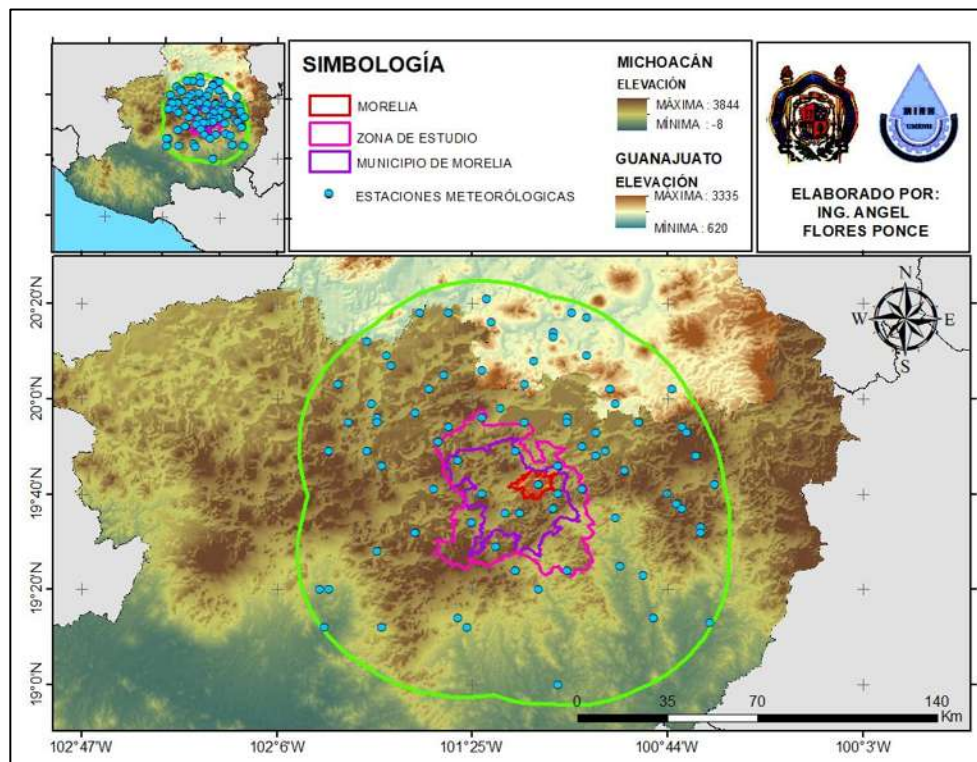 SIMBOLOGÍA
MORELIA
ZONA DE ESTUDIO
MUNICIPIO DE MORELIA
ESTACIONES METEORÓLOGICAS
MICHOACÁN
ELEVACIÓN
MÁXIMA : 3844
MÍNIMA : -8
GUANAJUATO
ELEVACIÓN
MÁXIMA : 3335
MÍNIMA : 620
ELABORADO POR:
ING. ANGEL
FLORES PONCE
N
W E
S
20°20'N
20°0'N
19°40'N
19°20'N
19°0'N
0 35 70 140
Km
102°47'W 102°6'W 101°25'W 100°44'W 100°3'W